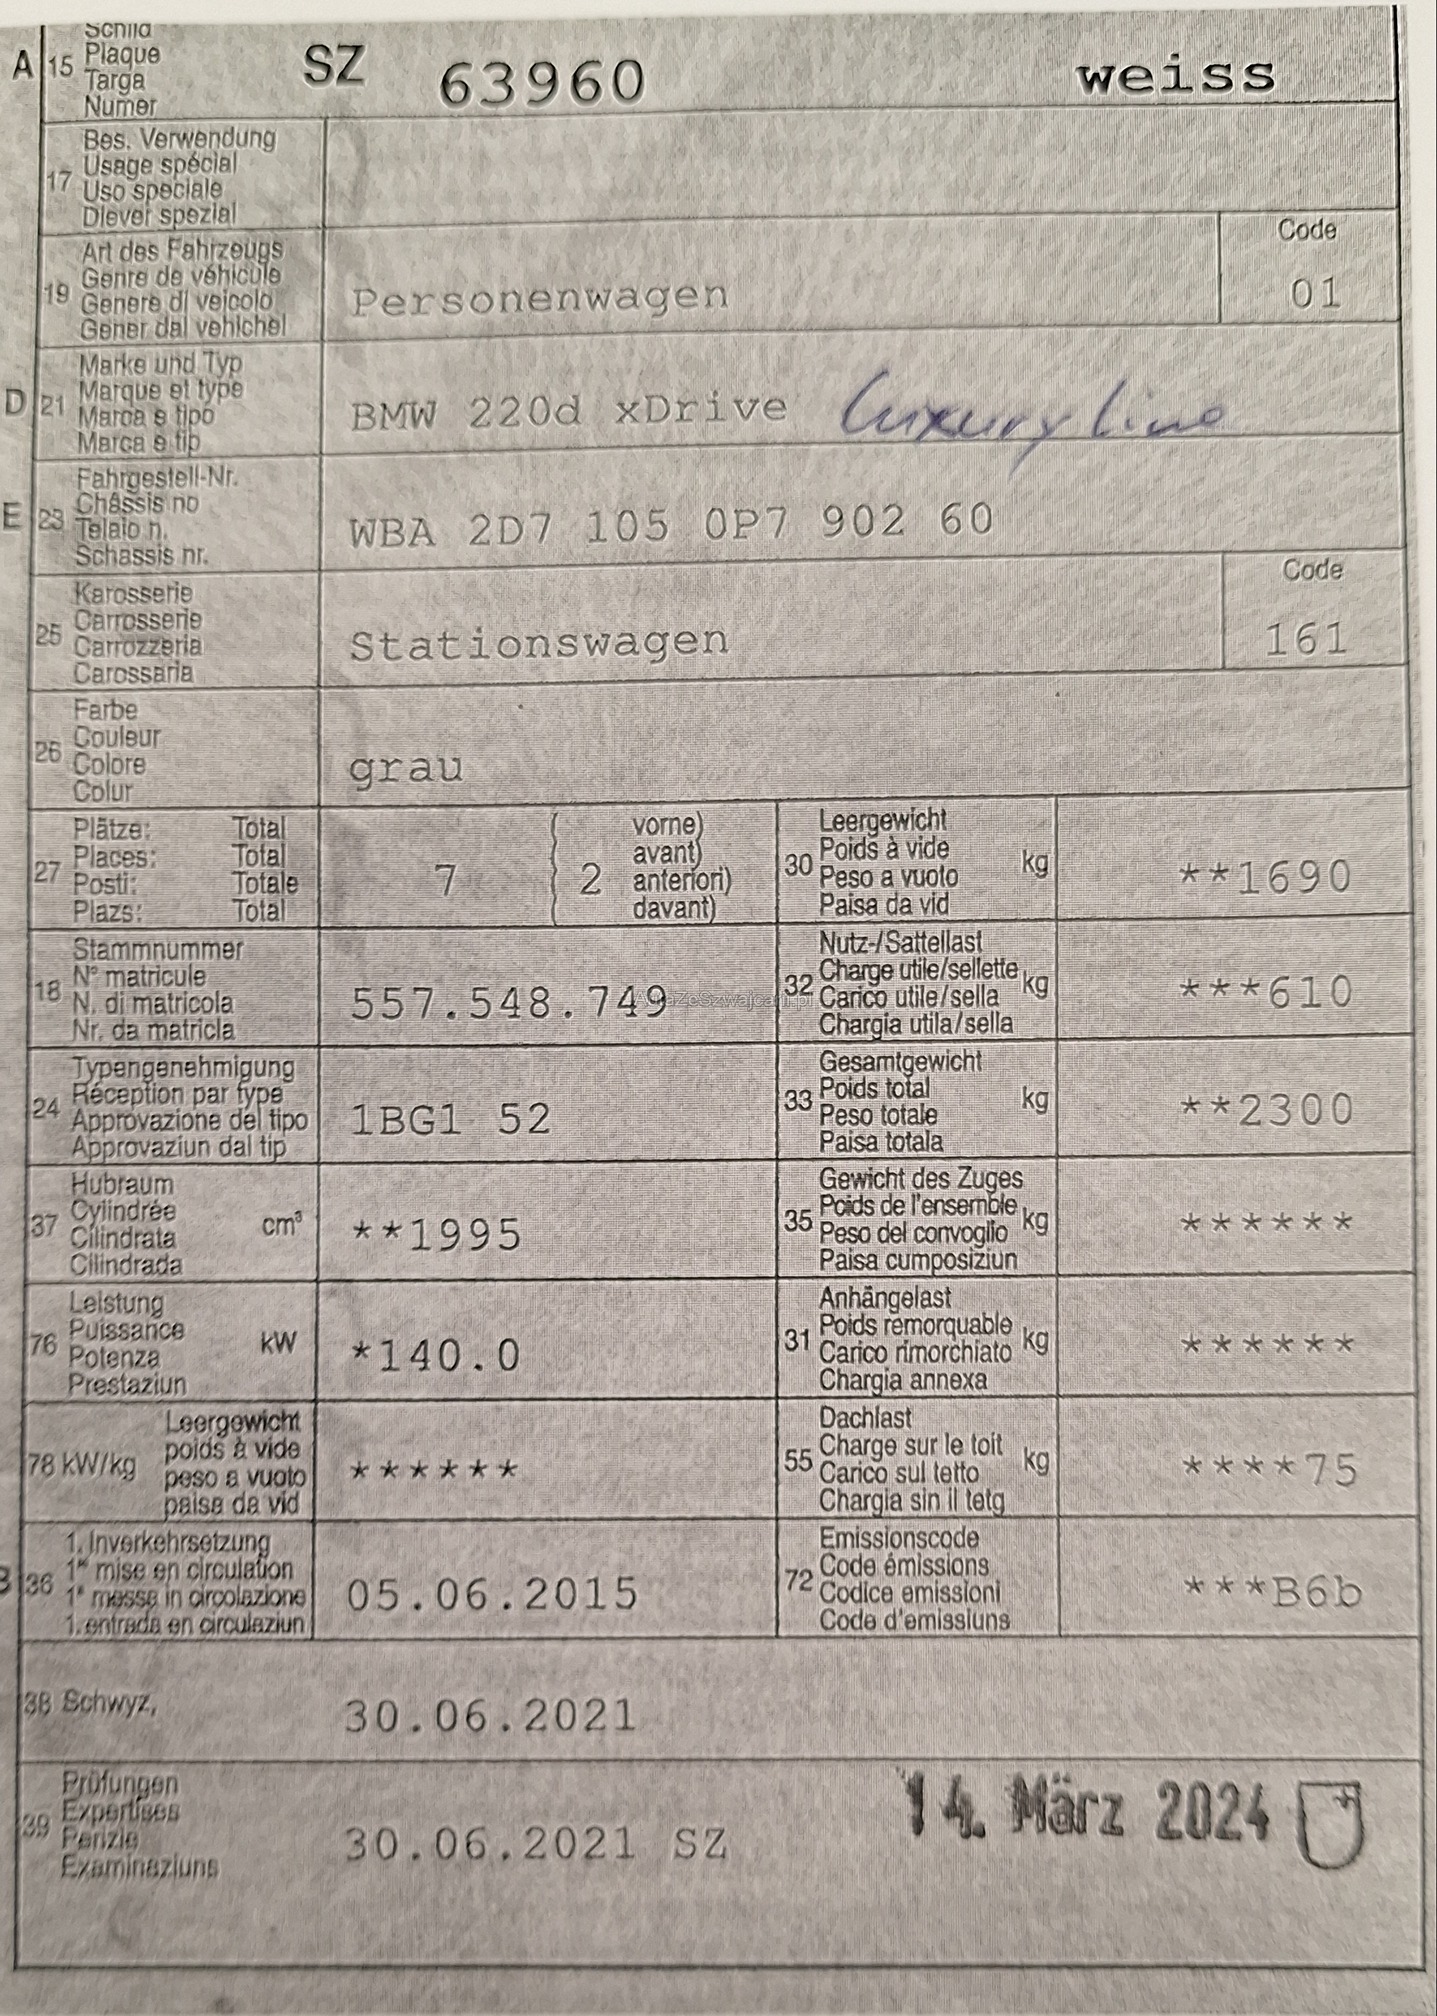 A 15 Schild
Plaque
Targa
Numer
SZ 63960 weiss
17 Bes. Verwendung
Usage spécial
Uso speciale
Diever spezial
19 Art des Fahrzeugs
Genre de véhicule
Genere di veicolo
Gener dal vehichel
Personenwagen
Code
01
D 21 Marke und Typ
Marque et type
Marca e tipo
Marca e tip
BMW 220d xDrive Luxury Line
E 23 Fahrgestell-Nr.
Châssis no
Telaio n.
Schassis nr.
WBA 2D7 105 0P7 902 60
25 Karosserie
Carrosserie
Carrozzeria
Carossaria
Stationswagen
Code
161
26 Farbe
Couleur
Colore
Colur
grau
27 Plätze: Total
Places: Total
Posti: Totale
Plazs: Total
7 ( 2 vorne)
avant)
anteriori)
davant)
30 Leergewicht
Poids à vide
Peso a vuoto
Paisa da vid
kg **1690
18 Stammnummer
N° matricule
N. di matricola
Nr. da matricla
557.548.749
32 Nutz-/Sattellast
Charge utile/sellette
Carico utile/sella
Chargia utila/sella
kg ***610
24 Typengenehmigung
Réception par type
Approvazione del tipo
Approvaziun dal tip
1BG1 52
33 Gesamtgewicht
Poids total
Peso totale
Paisa totala
kg **2300
37 Hubraum
Cylindrée
Cilindrata
Cilindrada
cm³ **1995
35 Gewicht des Zuges
Poids de l'ensemble
Peso del convoglio
Paisa cumposiziun
kg ******
76 Leistung
Puissance
Potenza
Prestaziun
kW *140.0
31 Anhängelast
Poids remorquable
Carico rimorchiato
Chargia annexa
kg ******
78 kW/kg Leergewicht
poids à vide
peso a vuoto
paisa da vid
******
55 Dachlast
Charge sur le toit
Carico sul tetto
Chargia sin il tetg
kg ****75
B 36 1. Inverkehrsetzung
1re mise en circulation
1a messa in circolazione
1. entrada en circulaziun
05.06.2015
72 Emissionscode
Code émissions
Codice emissioni
Code d'emissiuns
***B6b
38 Schwyz,
30.06.2021
39 Prüfungen
Expertises
Perizie
Examinaziuns
30.06.2021 SZ
14. März 2024